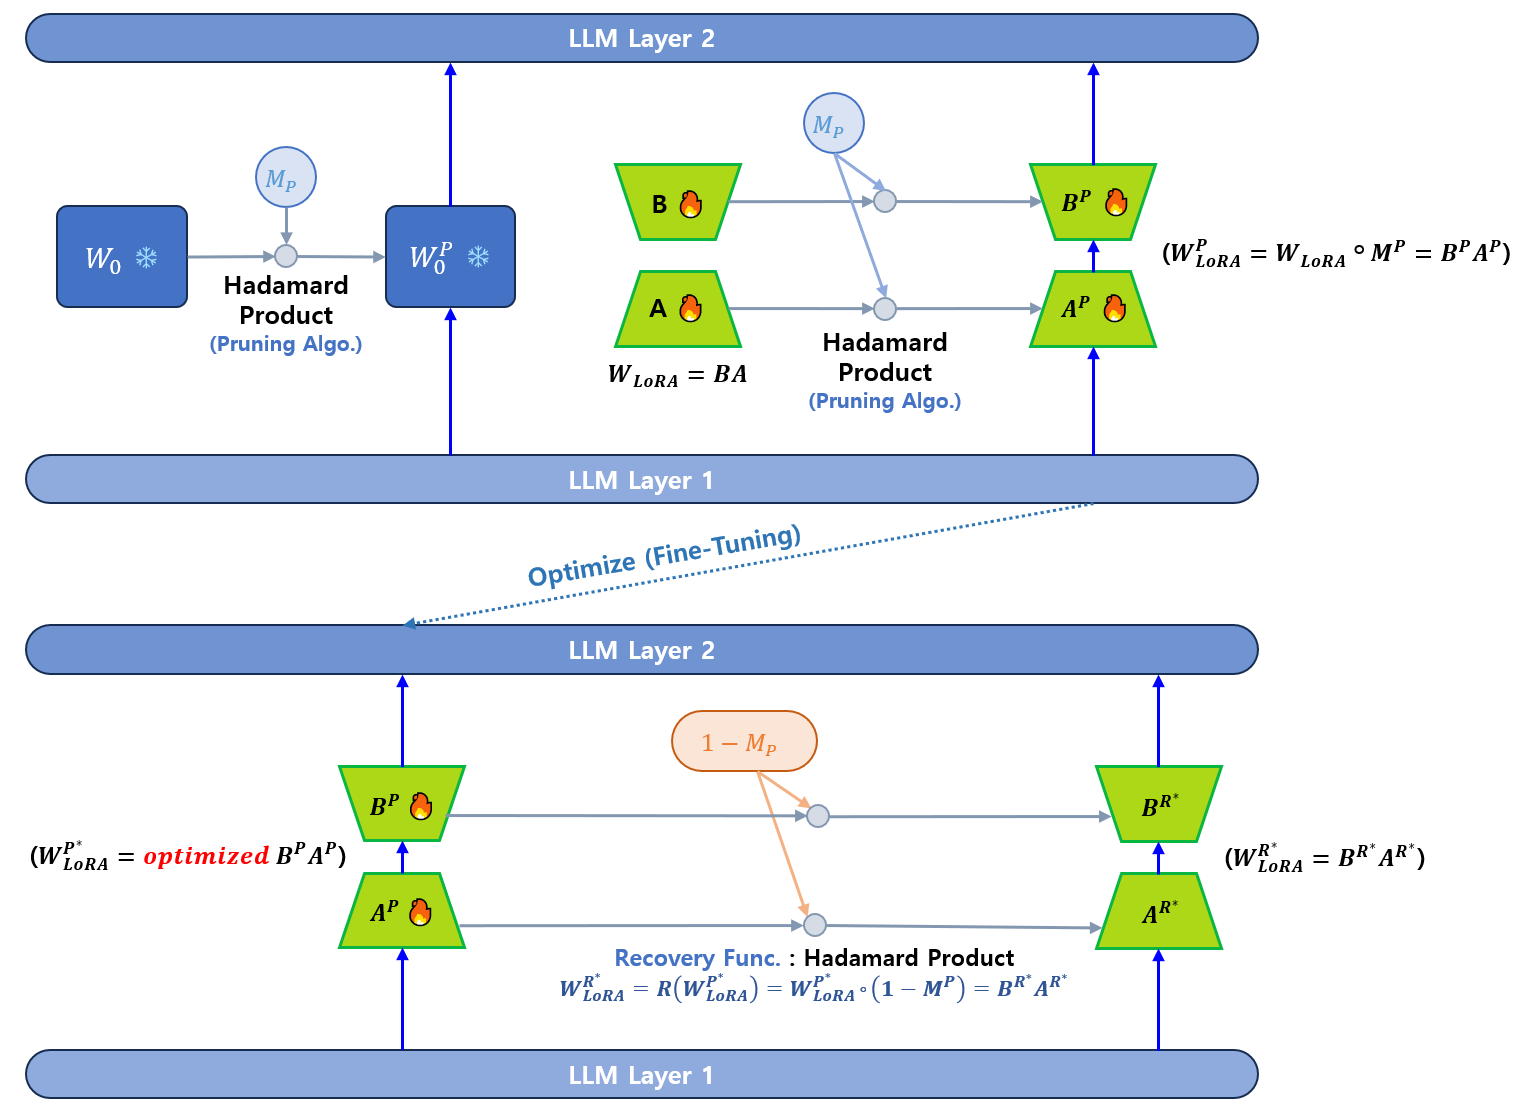 LLM Layer 2
M_P
M_P
B
B^P
W_0
W_0^P
(W_{LoRA}^P = W_{LoRA} ∘ M^P = B^P A^P)
Hadamard
Product
(Pruning Algo.)
A
A^P
Hadamard
Product
(Pruning Algo.)
W_{LoRA} = BA
LLM Layer 1
Optimize (Fine-Tuning)
LLM Layer 2
1 − M_P
B^P
B^{R*}
(W_{LoRA}^{P*} = optimized B^P A^P)
(W_{LoRA}^{R*} = B^{R*} A^{R*})
A^P
A^{R*}
Recovery Func. : Hadamard Product
W_{LoRA}^{R*} = R(W_{LoRA}^{P*}) = W_{LoRA}^{P*} ∘ (1 − M^P) = B^{R*} A^{R*}
LLM Layer 1